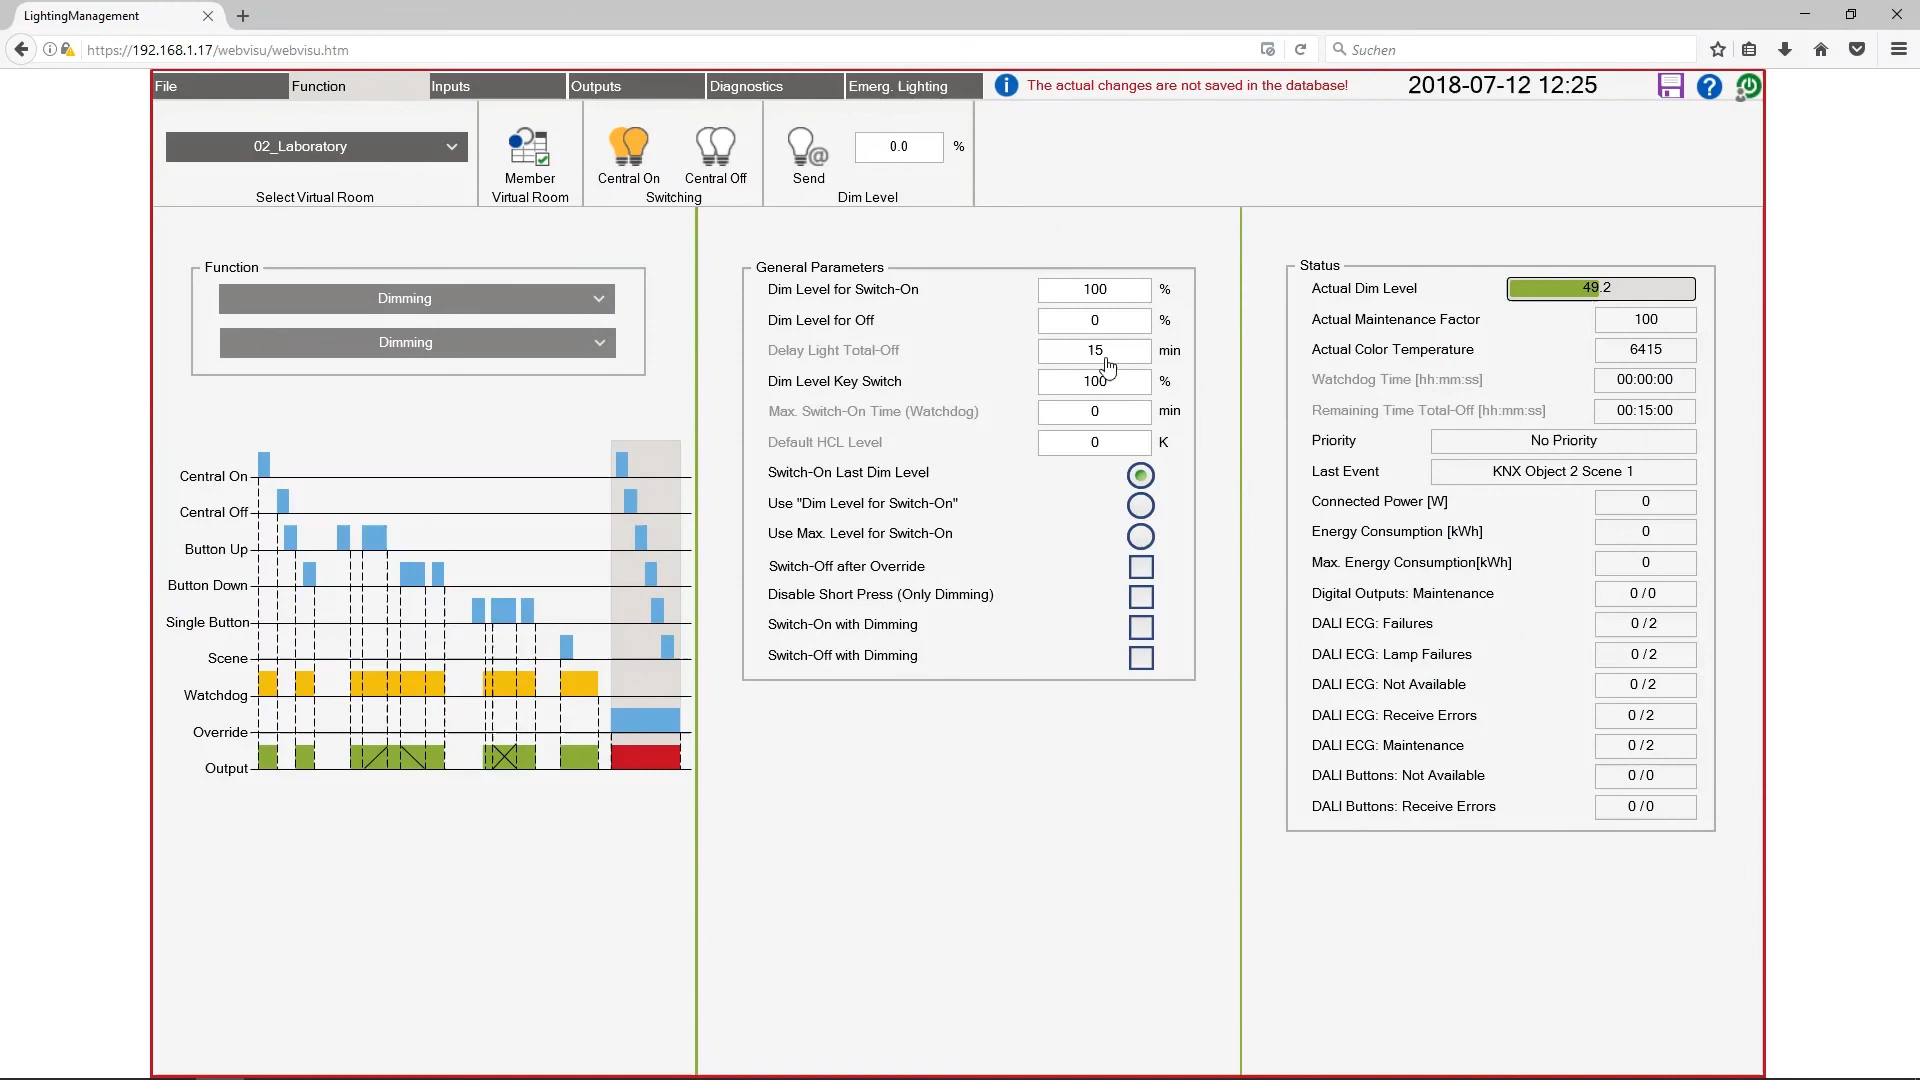 LightingManagement
https://192.168.1.17/webvisu/webvisu.htm
Suchen
File
Function
Inputs
Outputs
Diagnostics
Emerg. Lighting
The actual changes are not saved in the database!
2018-07-12 12:25
02_Laboratory
Select Virtual Room
Member
Virtual Room
Central On
Central Off
Switching
Send
0.0
%
Dim Level
Function
Dimming
Dimming
Central On
Central Off
Button Up
Button Down
Single Button
Scene
Watchdog
Override
Output
General Parameters
Dim Level for Switch-On 100 %
Dim Level for Off 0 %
Delay Light Total-Off 15 min
Dim Level Key Switch 100 %
Max. Switch-On Time (Watchdog) 0 min
Default HCL Level 0 K
Switch-On Last Dim Level
Use "Dim Level for Switch-On"
Use Max. Level for Switch-On
Switch-Off after Override
Disable Short Press (Only Dimming)
Switch-On with Dimming
Switch-Off with Dimming
Status
Actual Dim Level 49.2
Actual Maintenance Factor 100
Actual Color Temperature 6415
Watchdog Time [hh:mm:ss] 00:00:00
Remaining Time Total-Off [hh:mm:ss] 00:15:00
Priority No Priority
Last Event KNX Object 2 Scene 1
Connected Power [W] 0
Energy Consumption [kWh] 0
Max. Energy Consumption[kWh] 0
Digital Outputs: Maintenance 0 / 0
DALI ECG: Failures 0 / 2
DALI ECG: Lamp Failures 0 / 2
DALI ECG: Not Available 0 / 2
DALI ECG: Receive Errors 0 / 2
DALI ECG: Maintenance 0 / 2
DALI Buttons: Not Available 0 / 0
DALI Buttons: Receive Errors 0 / 0